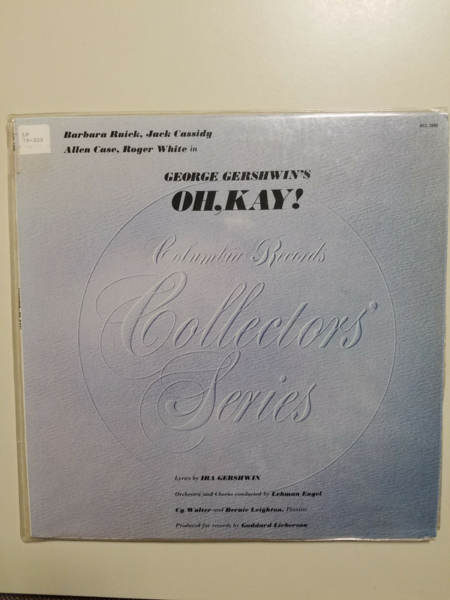 LP
Barbara Ruick, Jack Cassidy
Allen Case, Roger White in
GEORGE GERSHWIN'S
OH, KAY!
Columbia Records
Collectors'
Series
Lyrics by IRA GERSHWIN
Orchestra and Chorus conducted by Lehman Engel
Cy Walter and Bernie Leighton, Pianists
Produced for records by Goddard Lieberson